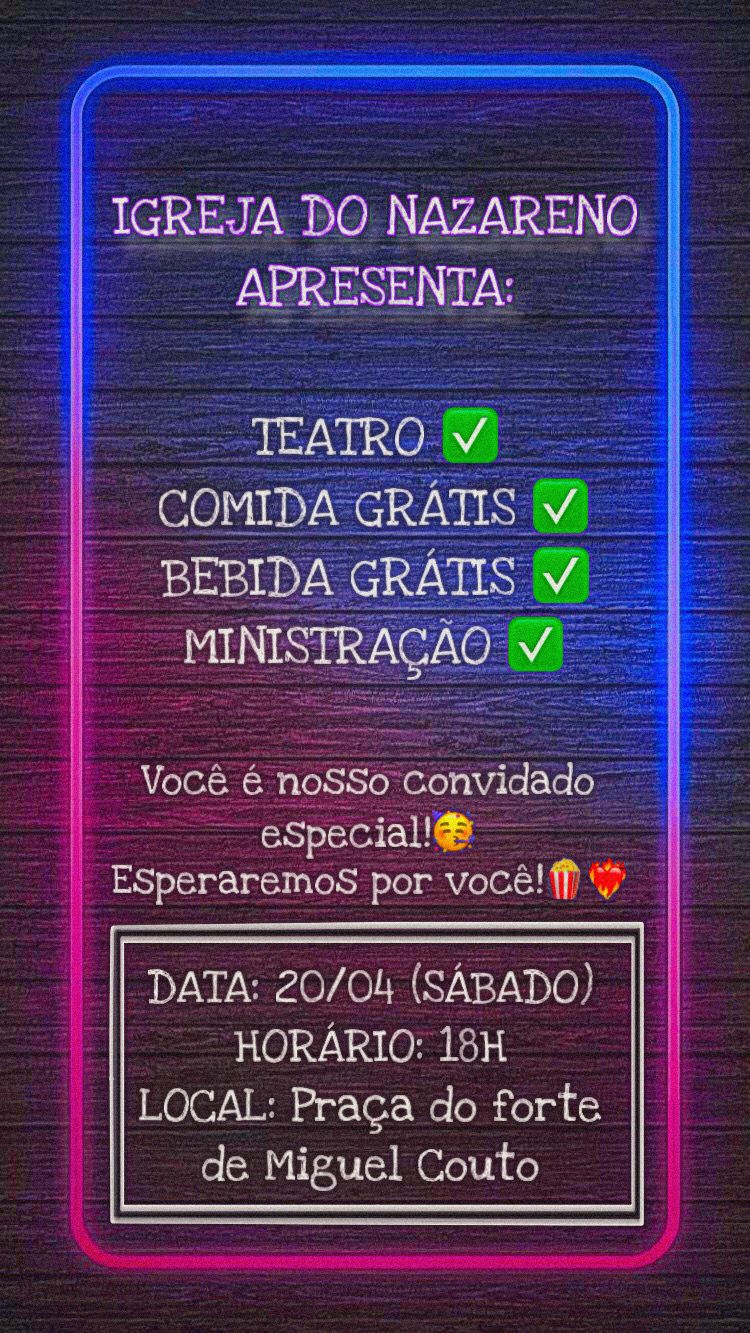 IGREJA DO NAZARENO
APRESENTA:
TEATRO ✅
COMIDA GRÁTIS ✅
BEBIDA GRÁTIS ✅
MINISTRAÇÃO ✅
Você é nosso convidado
especial!🥳
Esperaremos por você!🍿❤️‍🔥
DATA: 20/04 (SÁBADO)
HORÁRIO: 18H
LOCAL: Praça do forte
de Miguel Couto